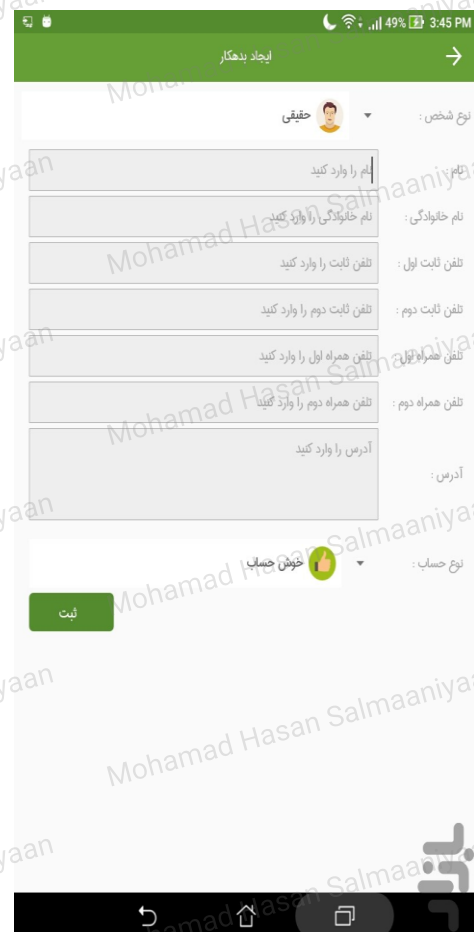 49% 3:45 PM
ایجاد بدهکار
نوع شخص : حقیقی
نام : نام را وارد کنید
نام خانوادگی : نام خانوادگی را وارد کنید
تلفن ثابت اول : تلفن ثابت اول را وارد کنید
تلفن ثابت دوم : تلفن ثابت دوم را وارد کنید
تلفن همراه اول : تلفن همراه اول را وارد کنید
تلفن همراه دوم : تلفن همراه دوم را وارد کنید
آدرس : آدرس را وارد کنید
نوع حساب : خوش حساب
ثبت
Mohamad Hasan Salmaaniyaan
بازار